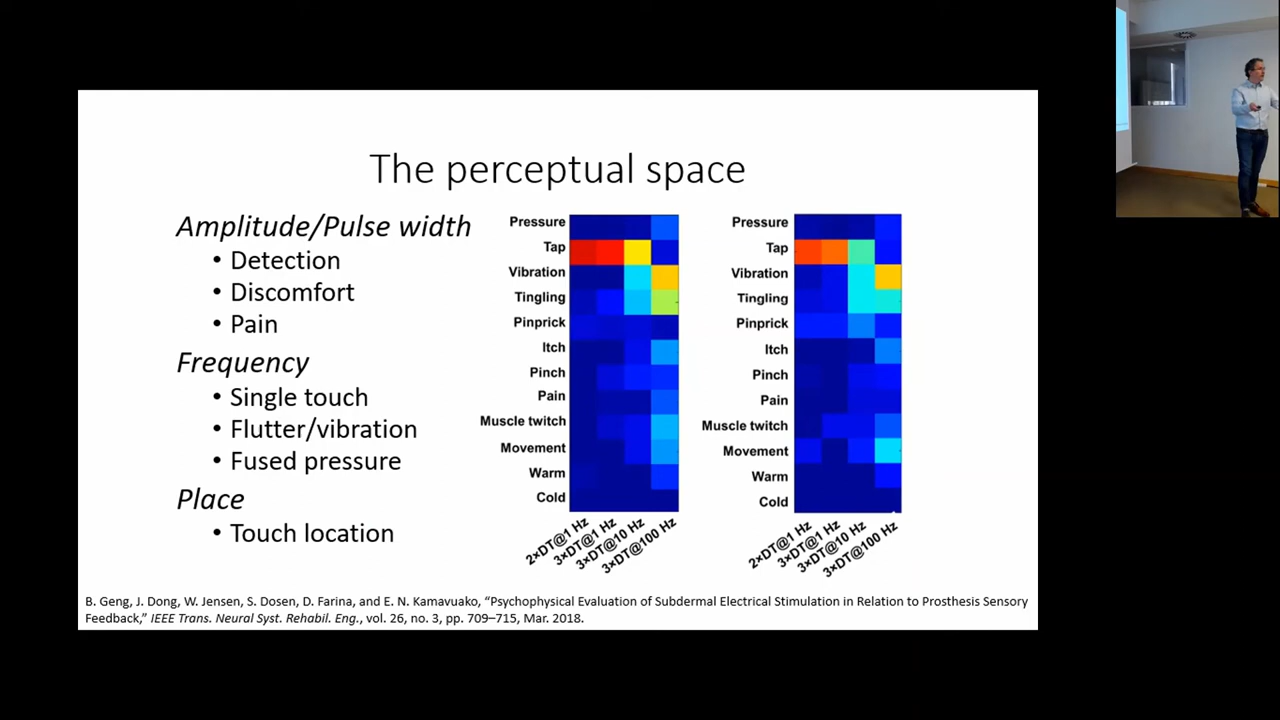 The perceptual space
Amplitude/Pulse width
• Detection
• Discomfort
• Pain
Frequency
• Single touch
• Flutter/vibration
• Fused pressure
Place
• Touch location
Pressure
Tap
Vibration
Tingling
Pinprick
Itch
Pinch
Pain
Muscle twitch
Movement
Warm
Cold
2×DT@1 Hz
3×DT@1 Hz
3×DT@10 Hz
3×DT@100 Hz
Pressure
Tap
Vibration
Tingling
Pinprick
Itch
Pinch
Pain
Muscle twitch
Movement
Warm
Cold
2×DT@1 Hz
3×DT@1 Hz
3×DT@10 Hz
3×DT@100 Hz
B. Geng, J. Dong, W. Jensen, S. Dosen, D. Farina, and E. N. Kamavuako, “Psychophysical Evaluation of Subdermal Electrical Stimulation in Relation to Prosthesis Sensory
Feedback,” IEEE Trans. Neural Syst. Rehabil. Eng., vol. 26, no. 3, pp. 709–715, Mar. 2018.